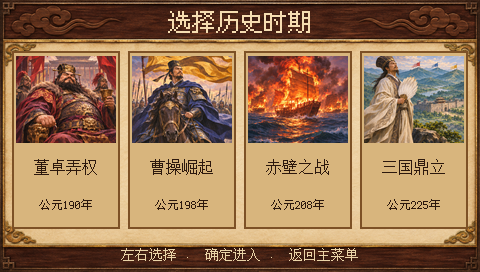 选择历史时期
董卓弄权
公元190年
曹操崛起
公元198年
赤壁之战
公元208年
三国鼎立
公元225年
左右选择 · 确定进入 · 返回主菜单